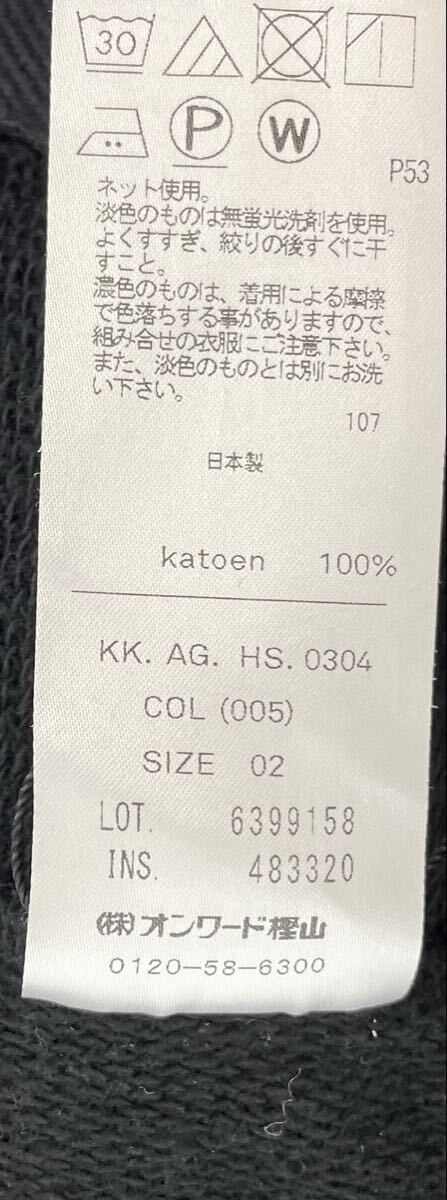 30
P W
P53
ネット使用。
淡色のものは無蛍光洗剤を使用。
よくすすぎ、絞りの後すぐに干
すこと。
濃色のものは、着用による摩擦
で色落ちする事がありますので、
組み合せの衣服にご注意下さい。
また、淡色のものとは別にお洗
い下さい。
107
日本製
katoen 100%
KK. AG. HS. 0304
COL (005)
SIZE 02
LOT. 6399158
INS. 483320
(株)オンワード樫山
0120-58-6300